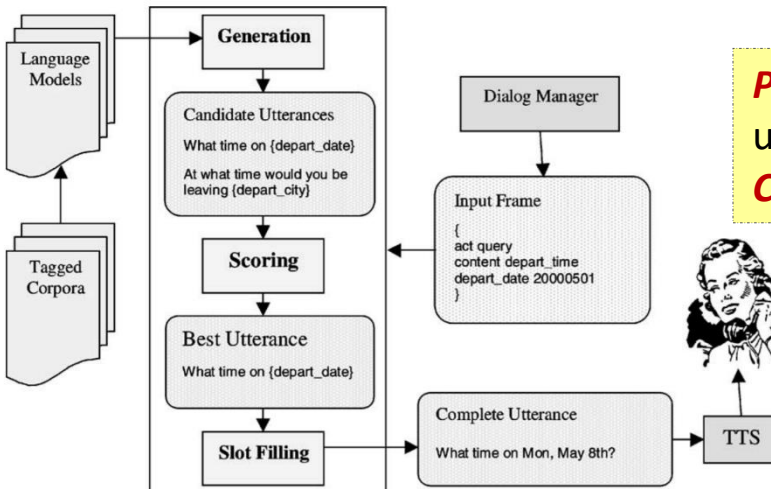 Language
Models
Tagged
Corpora
Generation
Candidate Utterances
What time on {depart_date}
At what time would you be
leaving {depart_city}
Scoring
Best Utterance
What time on {depart_date}
Slot Filling
Dialog Manager
Input Frame
{
act query
content depart_time
depart_date 20000501
}
Complete Utterance
What time on Mon, May 8th?
TTS